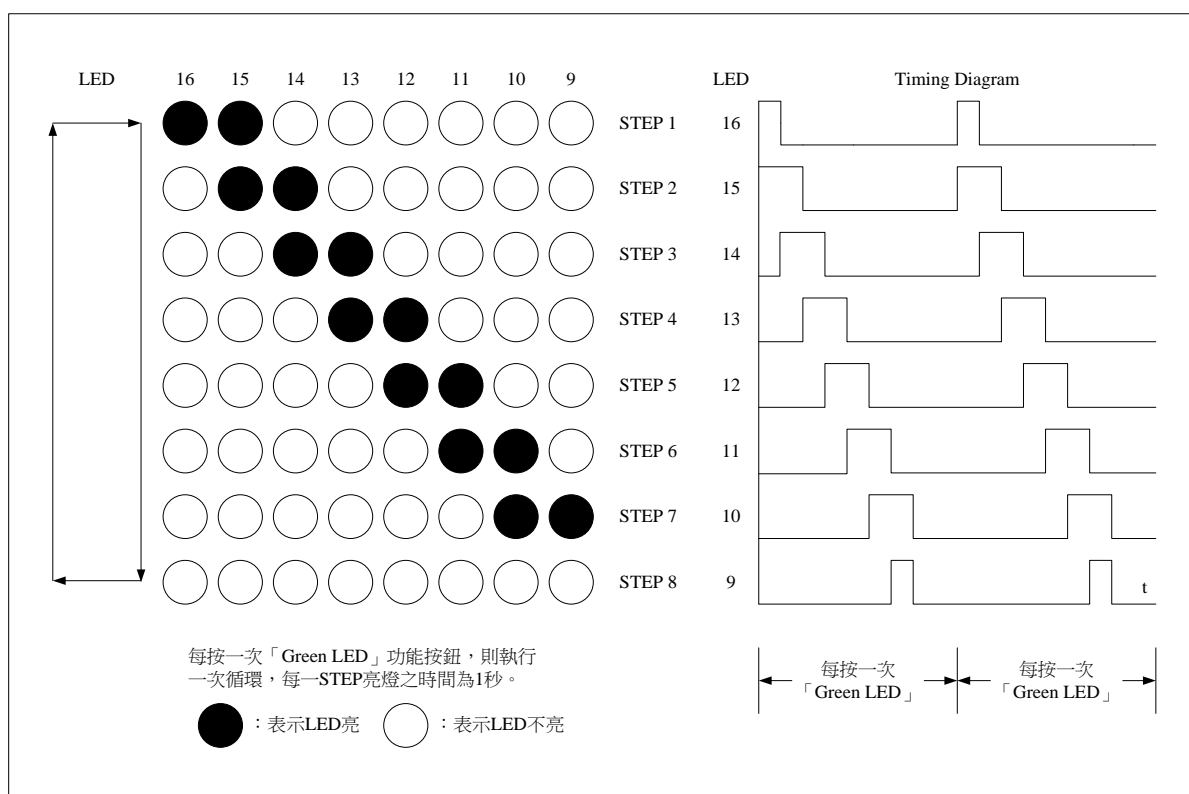 LED 16 15 14 13 12 11 10 9 LED Timing Diagram
STEP 1 16
STEP 2 15
STEP 3 14
STEP 4 13
STEP 5 12
STEP 6 11
STEP 7 10
STEP 8 9 t
每按一次「Green LED」功能按鈕，則執行
一次循環，每一STEP亮燈之時間為1秒。
：表示LED亮 ：表示LED不亮
每按一次
「Green LED」
每按一次
「Green LED」